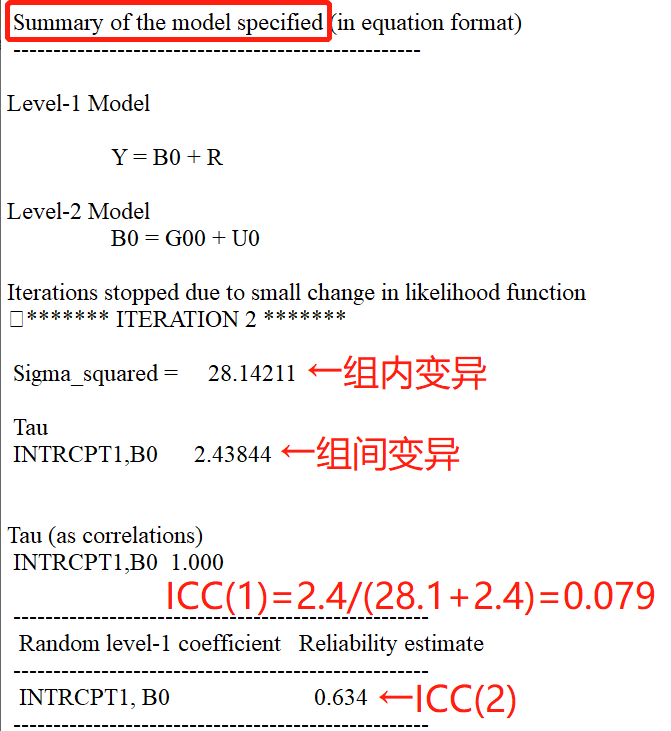 Summary of the model specified (in equation format)
---------------------------------------------------
Level-1 Model
Y = B0 + R
Level-2 Model
B0 = G00 + U0
Iterations stopped due to small change in likelihood function
□******* ITERATION 2 *******
Sigma_squared = 28.14211 ←组内变异
Tau
INTRCPT1,B0 2.43844 ←组间变异
Tau (as correlations)
INTRCPT1,B0 1.000
ICC(1)=2.4/(28.1+2.4)=0.079
----------------------------------------------------
Random level-1 coefficient Reliability estimate
----------------------------------------------------
INTRCPT1, B0 0.634 ←ICC(2)
----------------------------------------------------